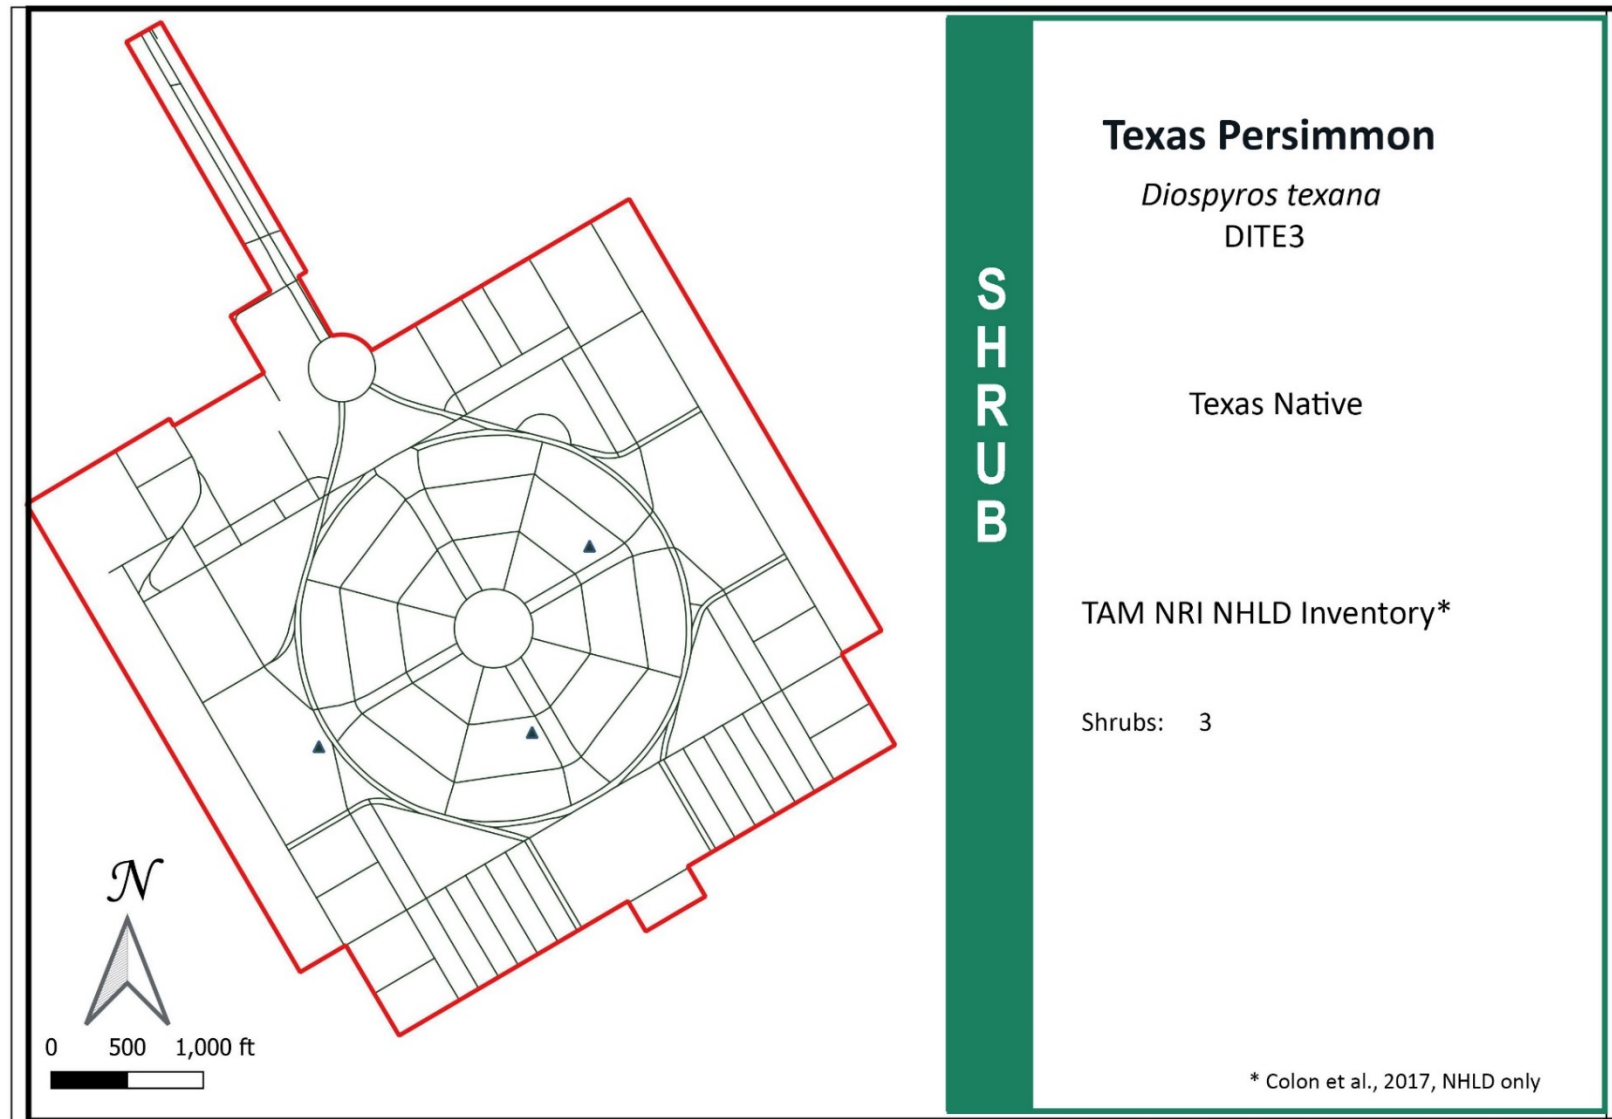 N
0 500 1,000 ft
SHRUB
Texas Persimmon
Diospyros texana
DITE3
Texas Native
TAM NRI NHLD Inventory*
Shrubs: 3
* Colon et al., 2017, NHLD only